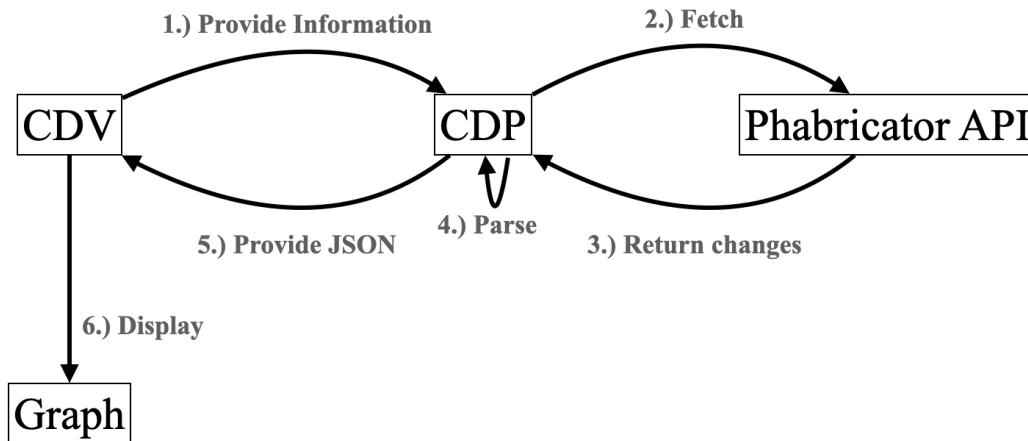 1.) Provide Information
2.) Fetch
CDV
CDP
Phabricator API
4.) Parse
5.) Provide JSON
3.) Return changes
6.) Display
Graph